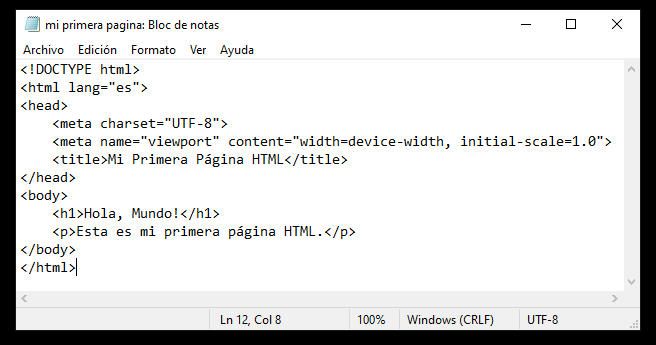 mi primera pagina: Bloc de notas
Archivo Edición Formato Ver Ayuda
<!DOCTYPE html>
<html lang="es">
<head>
    <meta charset="UTF-8">
    <meta name="viewport" content="width=device-width, initial-scale=1.0">
    <title>Mi Primera Página HTML</title>
</head>
<body>
    <h1>Hola, Mundo!</h1>
    <p>Esta es mi primera página HTML.</p>
</body>
</html>
Ln 12, Col 8 100% Windows (CRLF) UTF-8